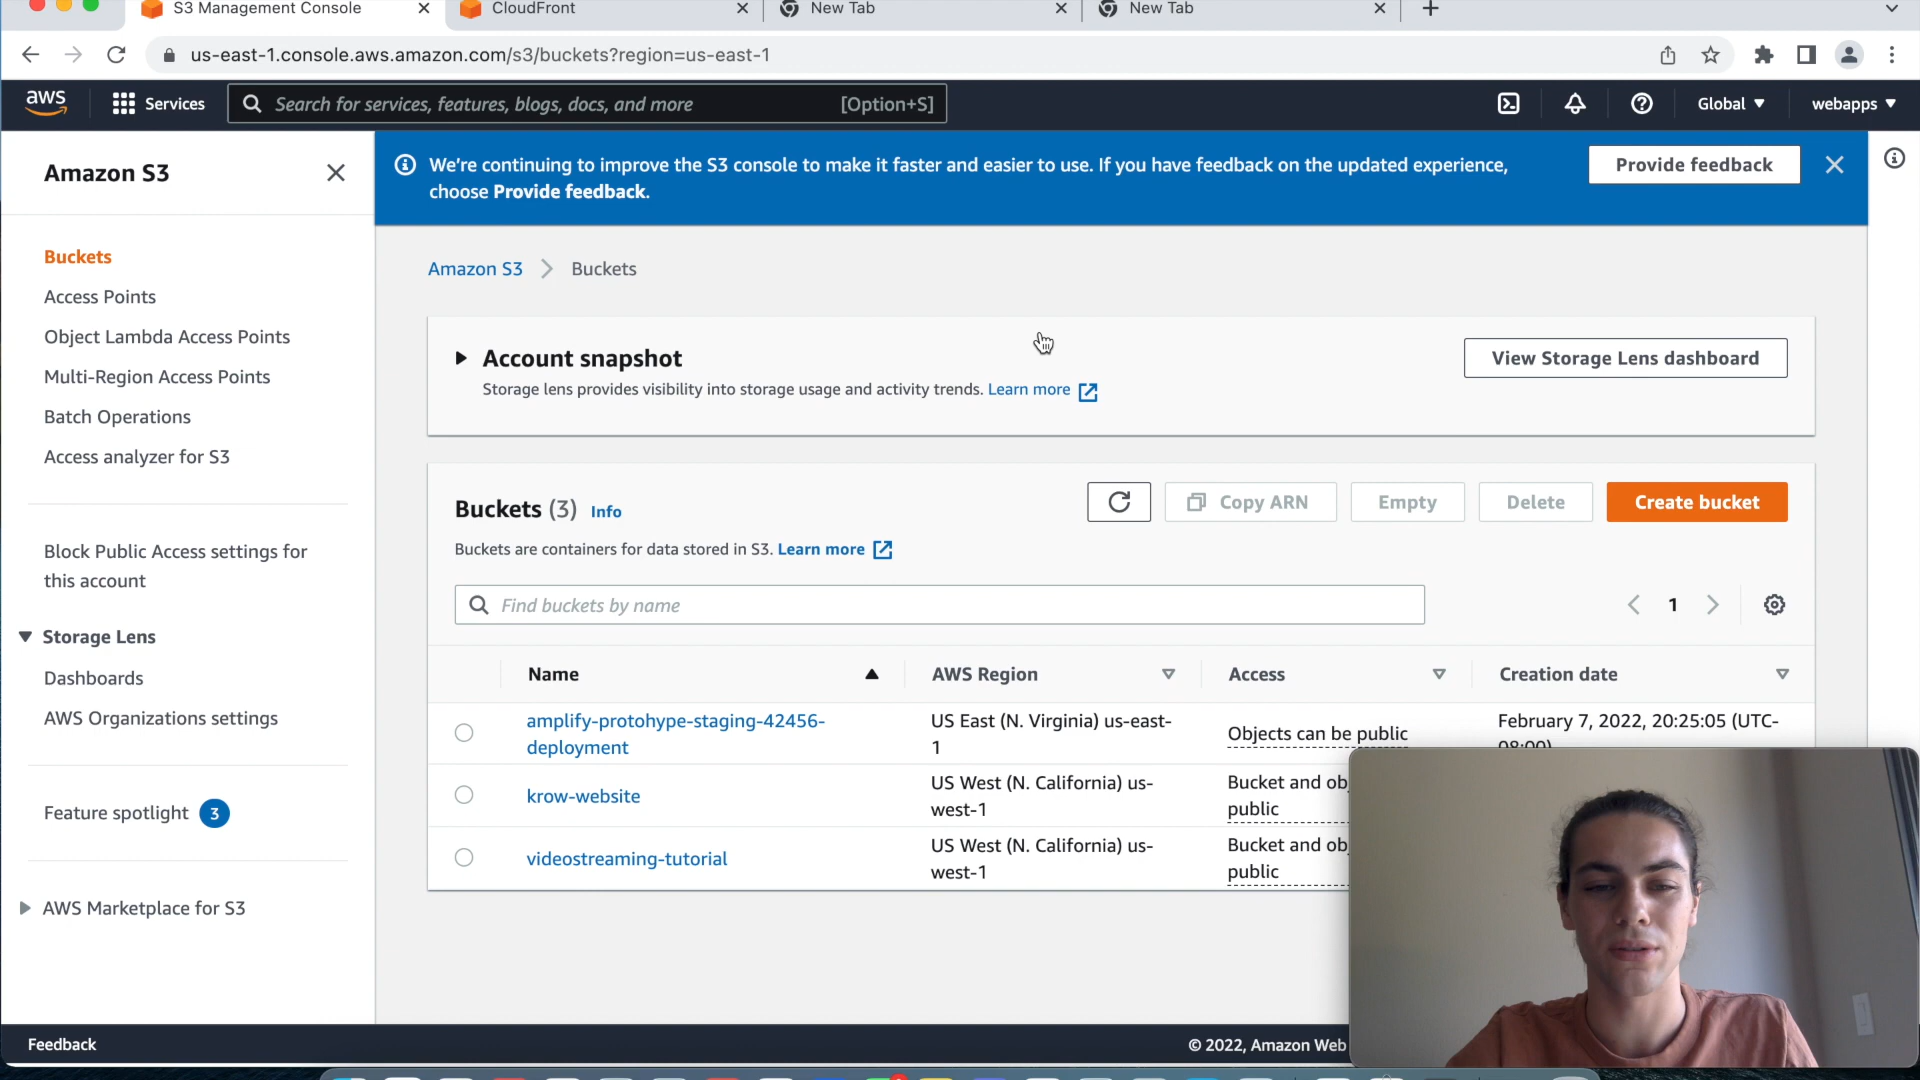 S3 Management Console
CloudFront
New Tab
New Tab
us-east-1.console.aws.amazon.com/s3/buckets?region=us-east-1
aws
Services
Search for services, features, blogs, docs, and more
[Option+S]
Global
webapps
Amazon S3
We're continuing to improve the S3 console to make it faster and easier to use. If you have feedback on the updated experience,
choose Provide feedback.
Provide feedback
Buckets
Access Points
Object Lambda Access Points
Multi-Region Access Points
Batch Operations
Access analyzer for S3
Block Public Access settings for
this account
Storage Lens
Dashboards
AWS Organizations settings
Feature spotlight 3
AWS Marketplace for S3
Amazon S3 > Buckets
Account snapshot
Storage lens provides visibility into storage usage and activity trends. Learn more
View Storage Lens dashboard
Buckets (3) Info
Buckets are containers for data stored in S3. Learn more
Copy ARN
Empty
Delete
Create bucket
Find buckets by name
1
Name
AWS Region
Access
Creation date
amplify-protohype-staging-42456-
deployment
US East (N. Virginia) us-east-
1
Objects can be public
February 7, 2022, 20:25:05 (UTC-
08:00)
krow-website
US West (N. California) us-
west-1
Bucket and
public
videostreaming-tutorial
US West (N. California) us-
west-1
Bucket and
public
Feedback
© 2022, Amazon Web